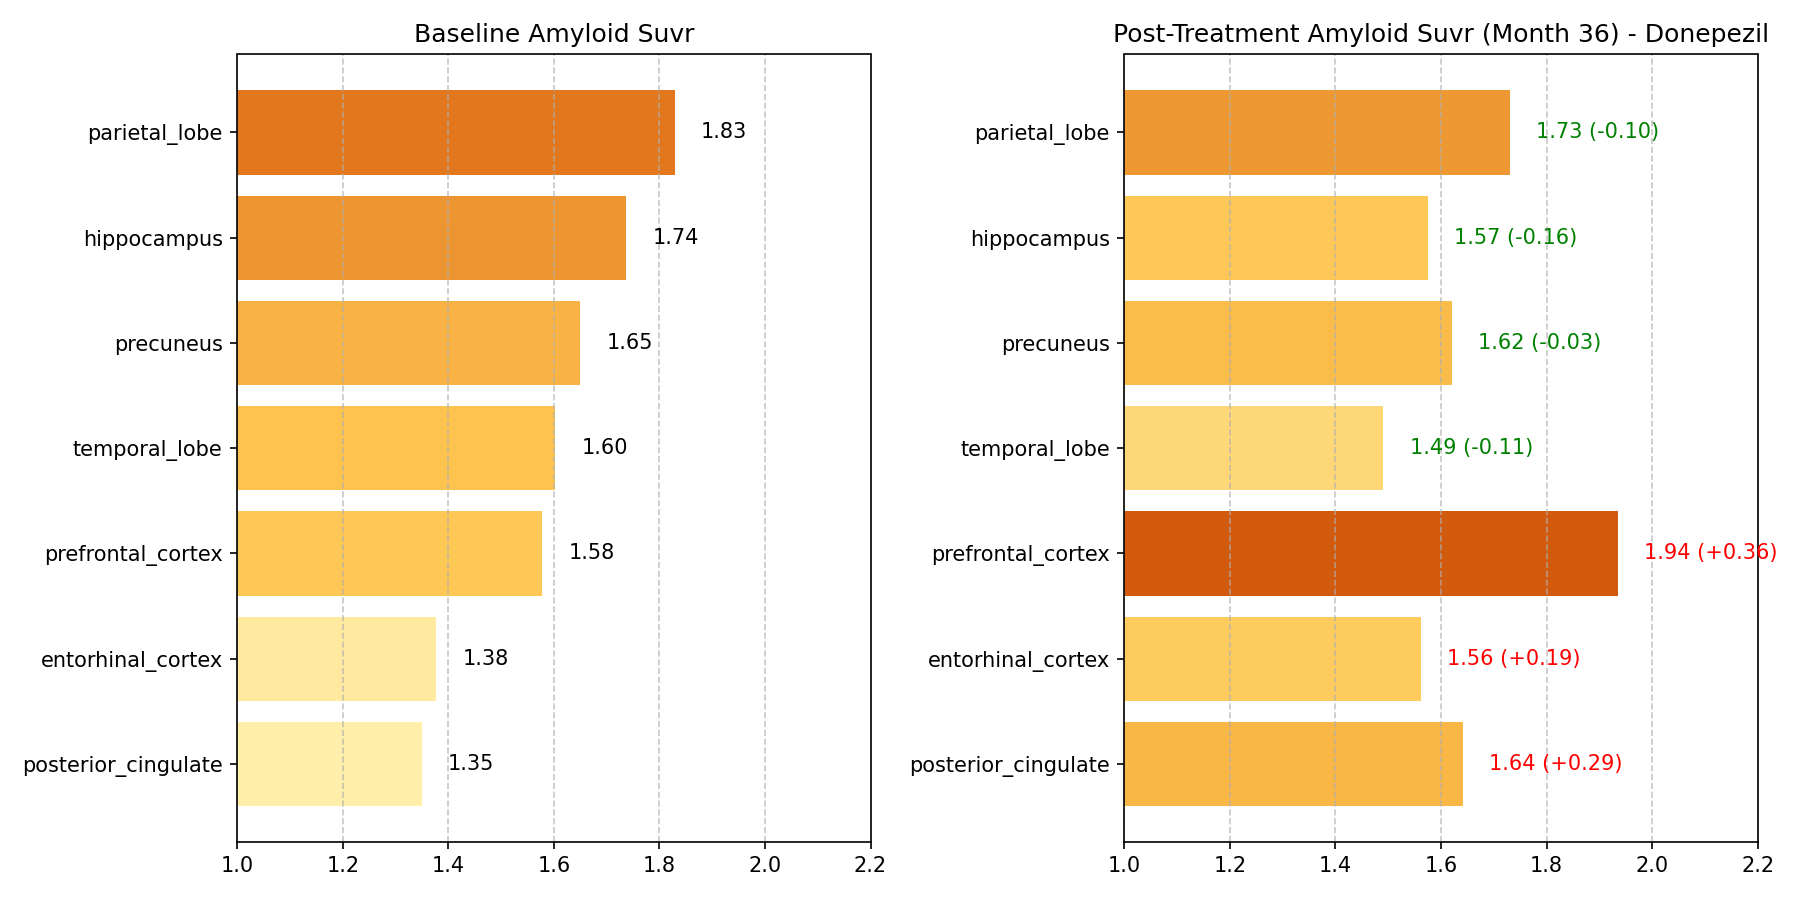 Baseline Amyloid Suvr
parietal_lobe
1.83
hippocampus
1.74
precuneus
1.65
temporal_lobe
1.60
prefrontal_cortex
1.58
entorhinal_cortex
1.38
posterior_cingulate
1.35
1.0 1.2 1.4 1.6 1.8 2.0 2.2
Post-Treatment Amyloid Suvr (Month 36) - Donepezil
parietal_lobe
1.73 (-0.10)
hippocampus
1.57 (-0.16)
precuneus
1.62 (-0.03)
temporal_lobe
1.49 (-0.11)
prefrontal_cortex
1.94 (+0.36)
entorhinal_cortex
1.56 (+0.19)
posterior_cingulate
1.64 (+0.29)
1.0 1.2 1.4 1.6 1.8 2.0 2.2